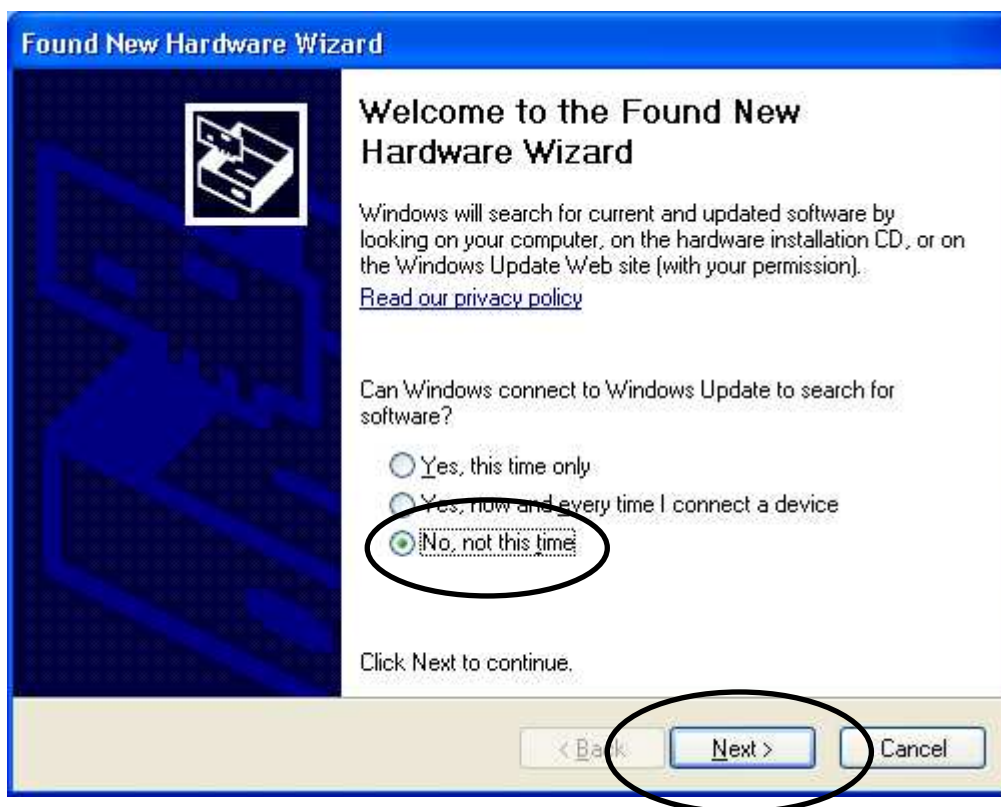 Found New Hardware Wizard
Welcome to the Found New
Hardware Wizard
Windows will search for current and updated software by
looking on your computer, on the hardware installation CD, or on
the Windows Update Web site (with your permission).
Read our privacy policy
Can Windows connect to Windows Update to search for
software?
Yes, this time only
Yes, now and every time I connect a device
No, not this time
Click Next to continue.
< Back
Next >
Cancel